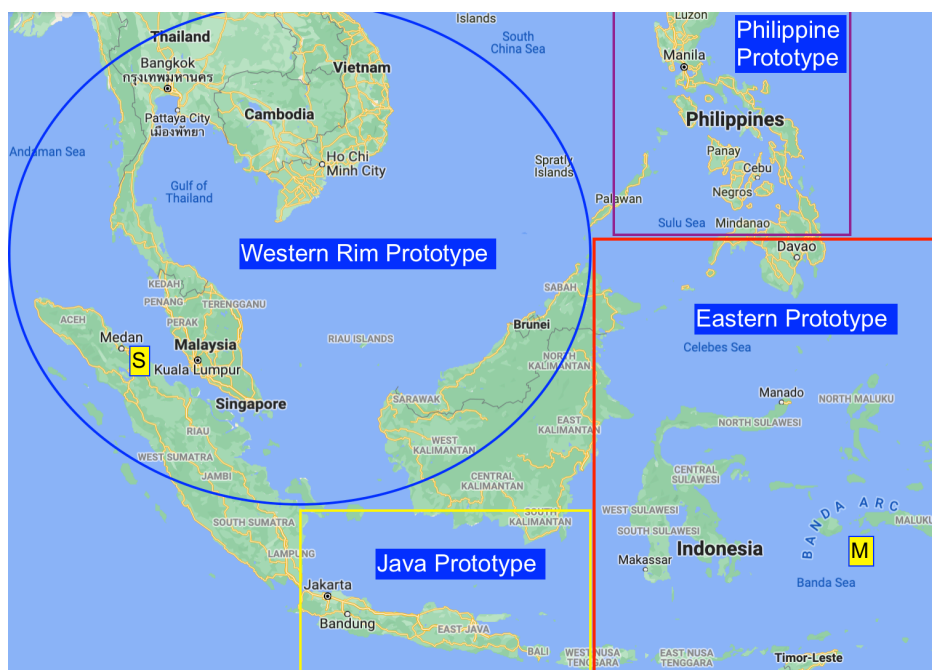 Islands
Luzon
Philippine
Prototype
Thailand
South
China Sea
Manila
Bangkok
กรุงเทพมหานคร
Vietnam
Pattaya City
เมืองพัทยา
Cambodia
Philippines
Andaman Sea
Ho Chi
Minh City
Spratly
Islands
Panay
Cebu
Gulf of
Thailand
Palawan
Negros
Sulu Sea
Mindanao
Western Rim Prototype
Davao
KEDAH
PENANG
TERENGGANU
SABAH
ACEH
PERAK
Brunei
Eastern Prototype
Medan
S
Malaysia
Kuala Lumpur
RIAU ISLANDS
Celebes Sea
NORTH
KALIMANTAN
Singapore
SARAWAK
Manado
NORTH MALUKU
NORTH SULAWESI
RIAU
WEST
KALIMANTAN
EAST
KALIMANTAN
WEST SUMATRA
JAMBI
CENTRAL
KALIMANTAN
CENTRAL
SULAWESI
SOUTH SUMATRA
SOUTH
KALIMANTAN
WEST SULAWESI
SOUTH
SULAWESI
BANDA ARC
MALUKU
LAMPUNG
Java Prototype
Makassar
Indonesia
M
Banda Sea
Jakarta
Bandung
EAST JAVA
BALI
WEST NUSA
TENGGARA
EAST NUSA
TENGGARA
Timor-Leste